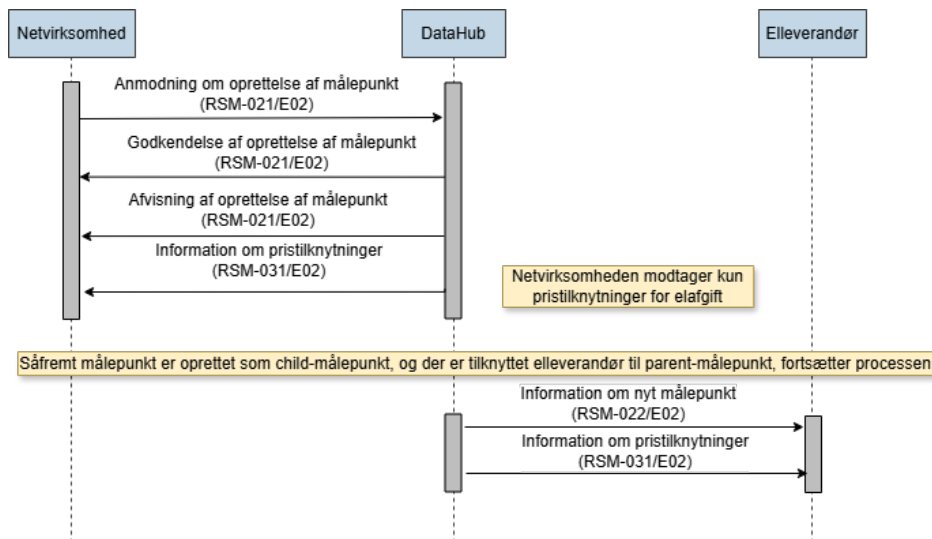 Netvirksomhed
DataHub
Elleverandør
Anmodning om oprettelse af målepunkt
(RSM-021/E02)
Godkendelse af oprettelse af målepunkt
(RSM-021/E02)
Afvisning af oprettelse af målepunkt
(RSM-021/E02)
Information om pristilknytninger
(RSM-031/E02)
Netvirksomheden modtager kun
pristilknytninger for elafgift
Såfremt målepunkt er oprettet som child-målepunkt, og der er tilknyttet elleverandør til parent-målepunkt, fortsætter processen
Information om nyt målepunkt
(RSM-022/E02)
Information om pristilknytninger
(RSM-031/E02)